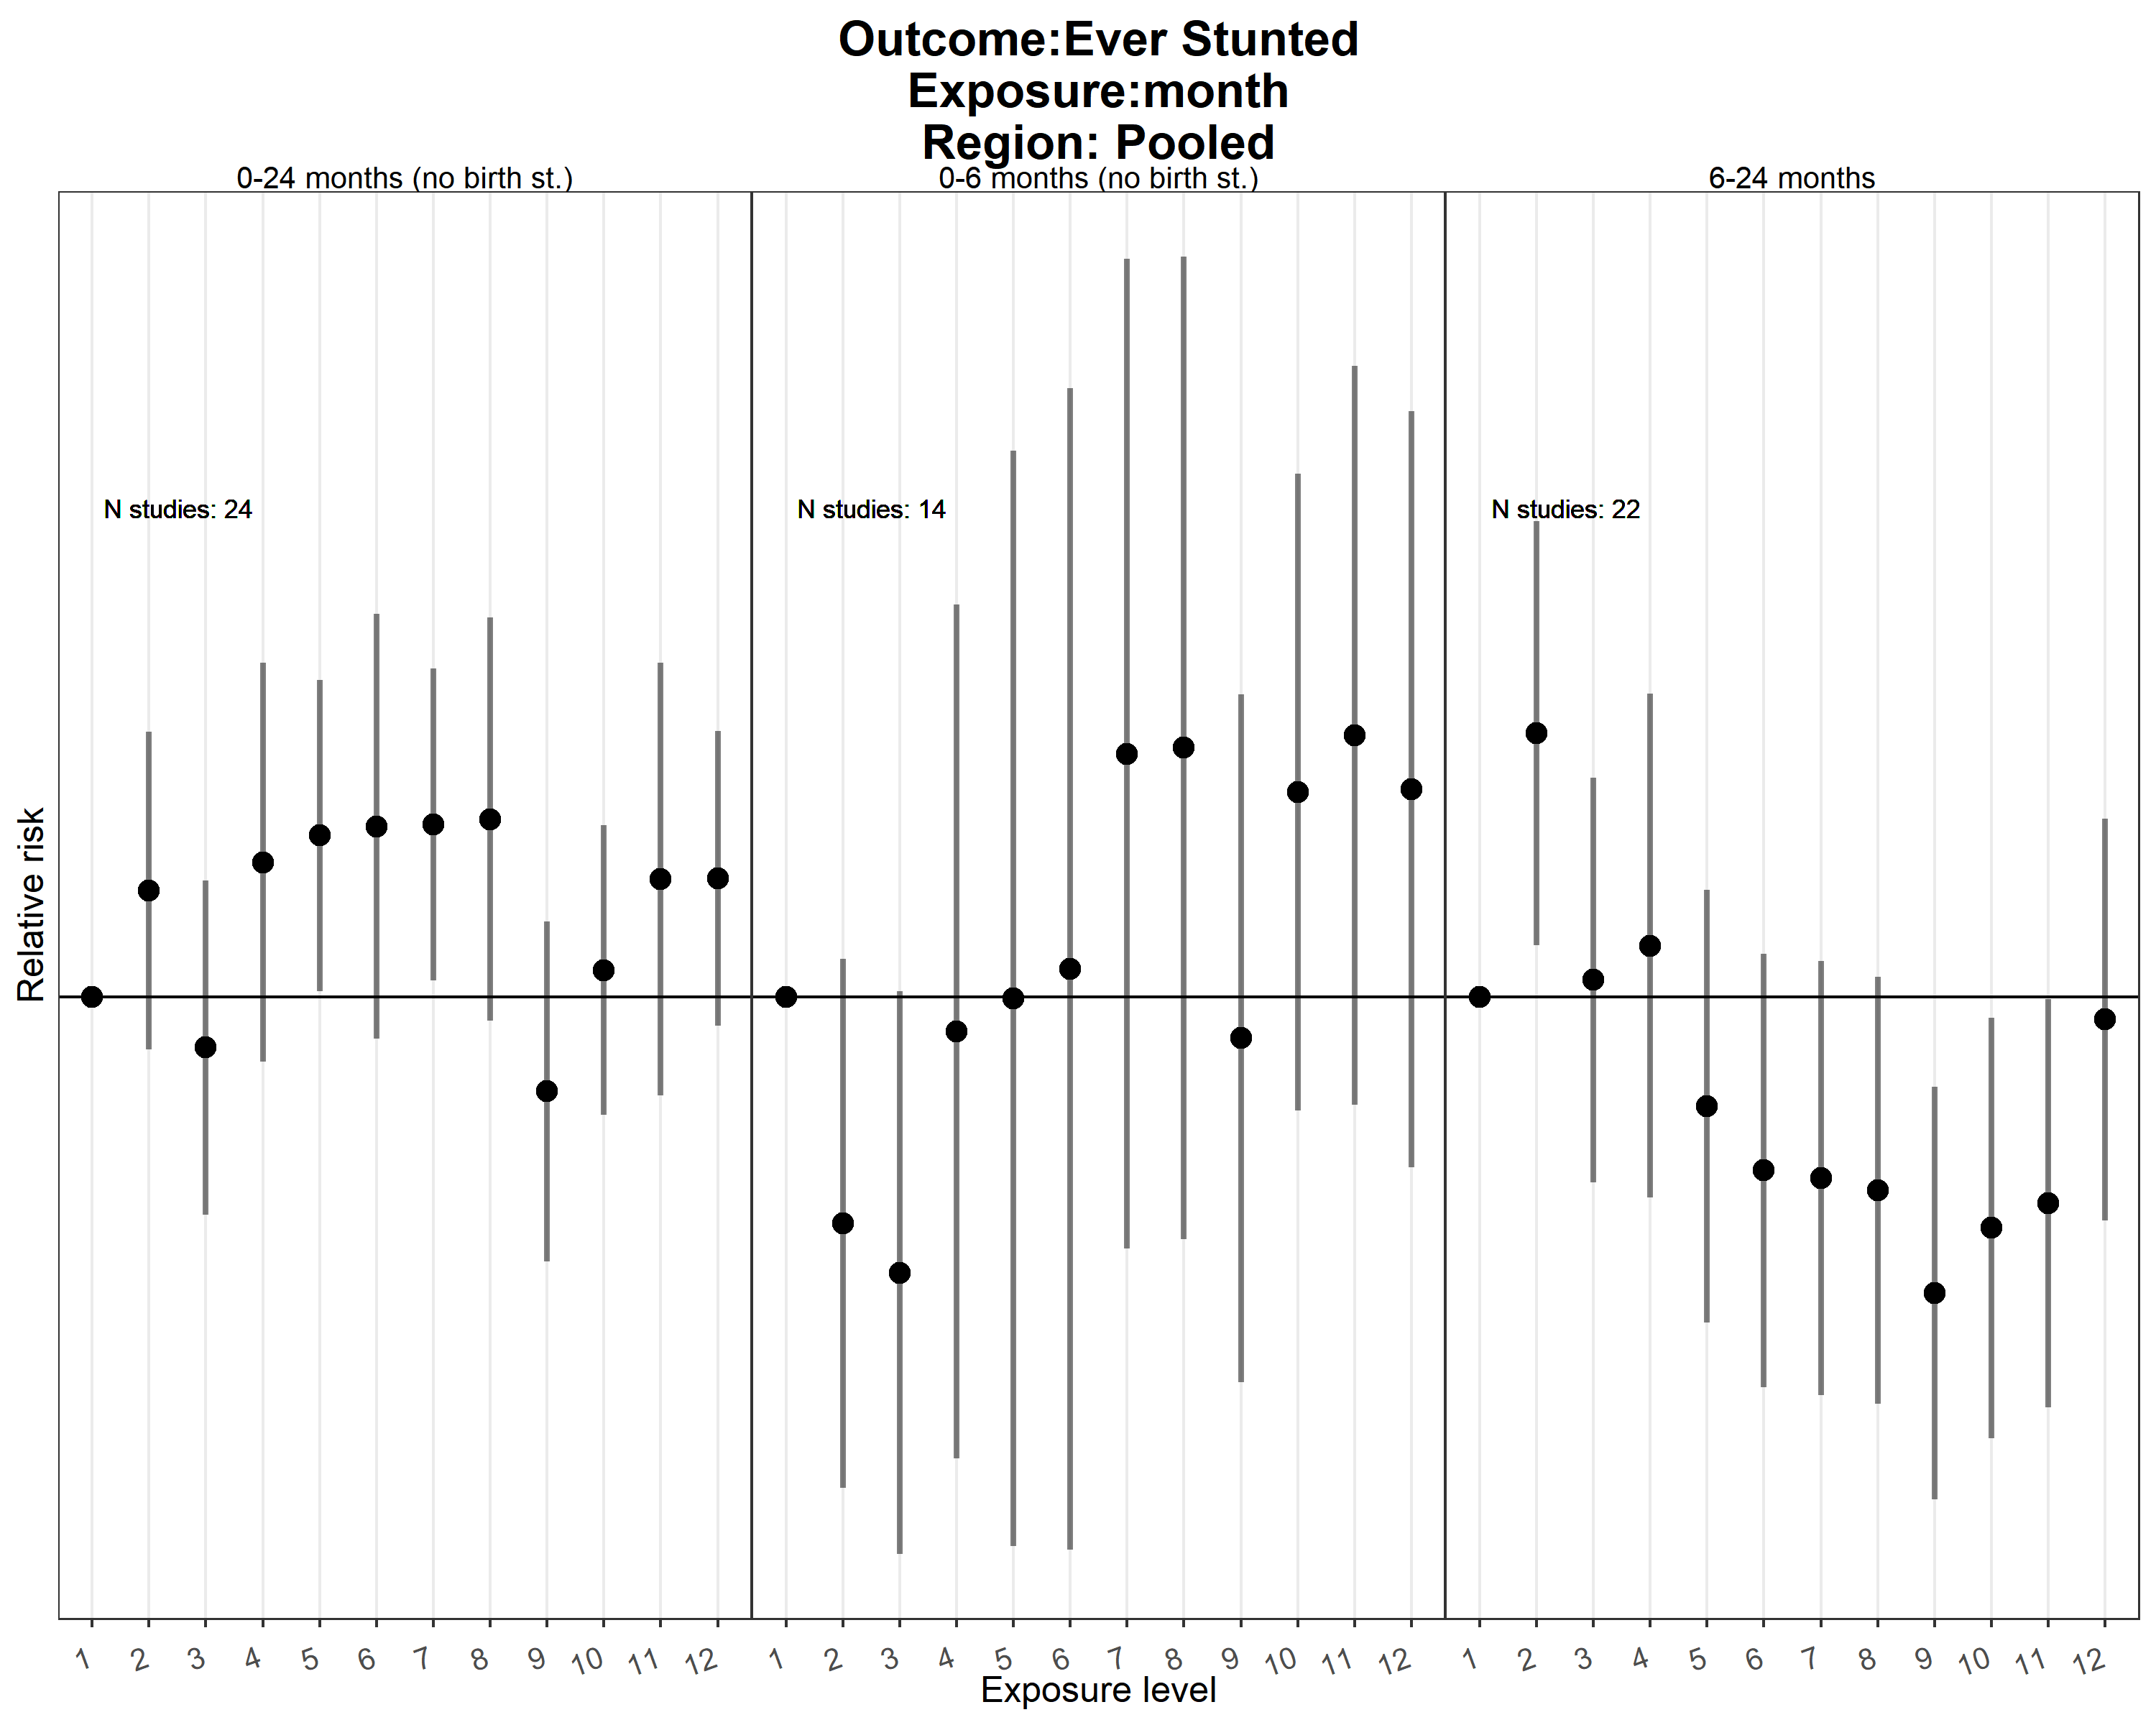 Outcome:Ever Stunted
Exposure:month
Region: Pooled
0-24 months (no birth st.)
0-6 months (no birth st.)
6-24 months
N studies: 24
N studies: 14
N studies: 22
Relative risk
1 2 3 4 5 6 7 8 9 10 11 12
1 2 3 4 5 6 7 8 9 10 11 12
1 2 3 4 5 6 7 8 9 10 11 12
Exposure level